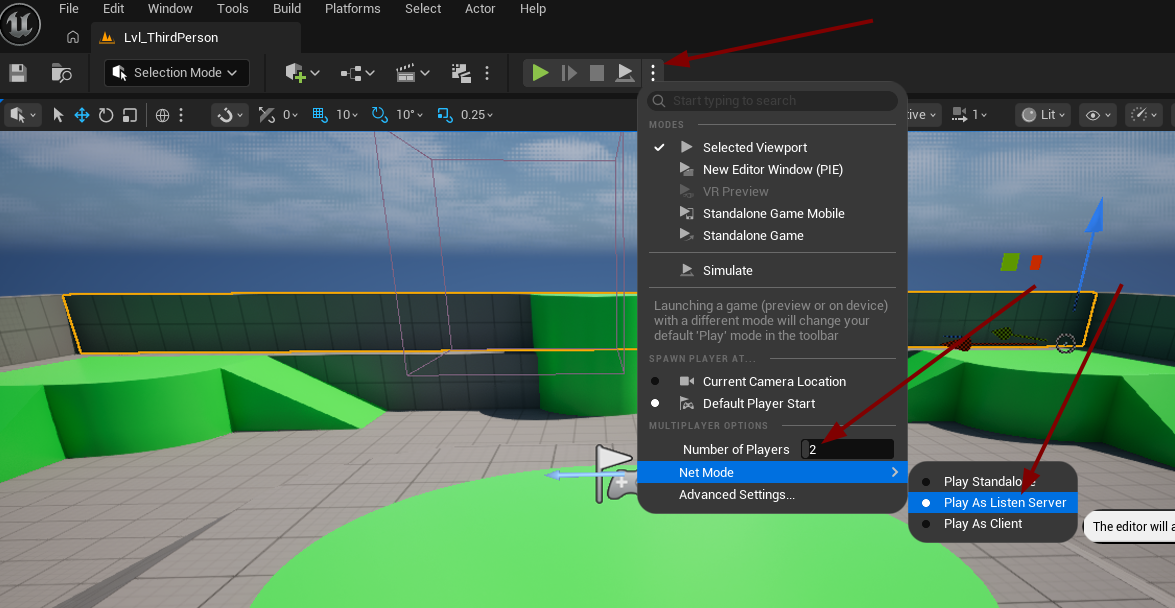 File Edit Window Tools Build Platforms Select Actor Help
Lvl_ThirdPerson
Selection Mode
0 10 10° 0.25 1 Lit
Start typing to search
MODES
Selected Viewport
New Editor Window (PIE)
VR Preview
Standalone Game Mobile
Standalone Game
Simulate
Launching a game (preview or on device)
with a different mode will change your
default 'Play' mode in the toolbar
SPAWN PLAYER AT...
Current Camera Location
Default Player Start
MULTIPLAYER OPTIONS
Number of Players 2
Net Mode
Advanced Settings...
Play Standalone
Play As Listen Server
Play As Client
The editor will a